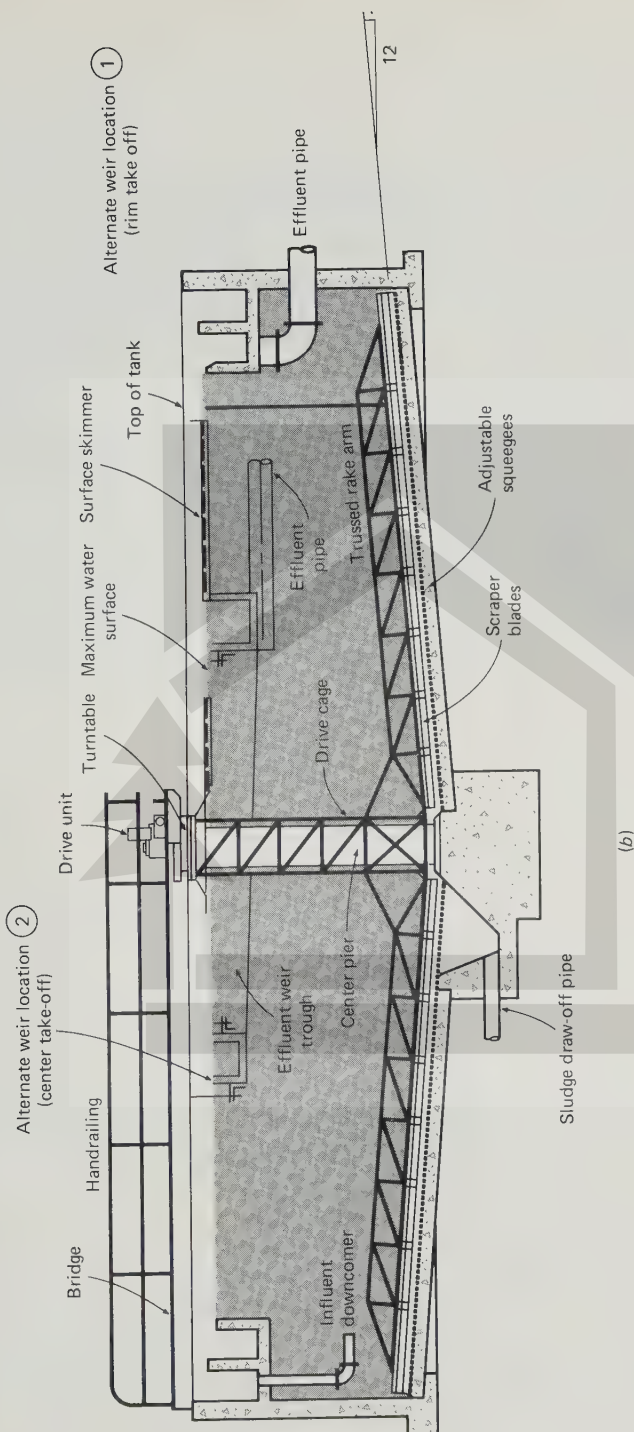 Alternate weir location 2
(center take-off)
Handrailing
Bridge
Drive unit
Turntable
Maximum water
surface
Surface skimmer
Top of tank
Alternate weir location 1
(rim take off)
Effluent pipe
12
Influent
downcomer
Effluent weir
trough
Center pier
Drive cage
Effluent
pipe
Trussed rake arm
Adjustable
squeegees
Scraper
blades
Sludge draw-off pipe
(b)